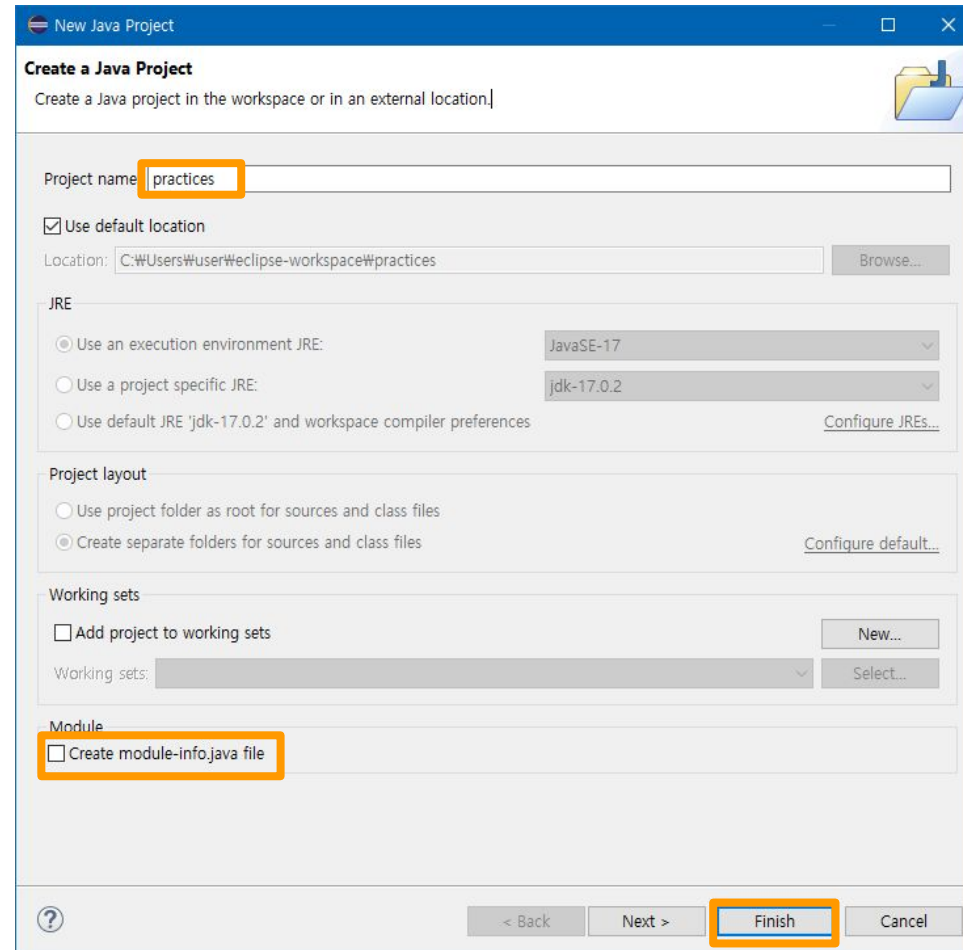 New Java Project
Create a Java Project
Create a Java project in the workspace or in an external location.
Project name: practices
Use default location
Location: C:₩Users₩user₩eclipse-workspace₩practices Browse...
JRE
Use an execution environment JRE: JavaSE-17
Use a project specific JRE: jdk-17.0.2
Use default JRE 'jdk-17.0.2' and workspace compiler preferences Configure JREs...
Project layout
Use project folder as root for sources and class files
Create separate folders for sources and class files Configure default...
Working sets
Add project to working sets New...
Working sets: Select...
Module
Create module-info.java file
? < Back Next > Finish Cancel